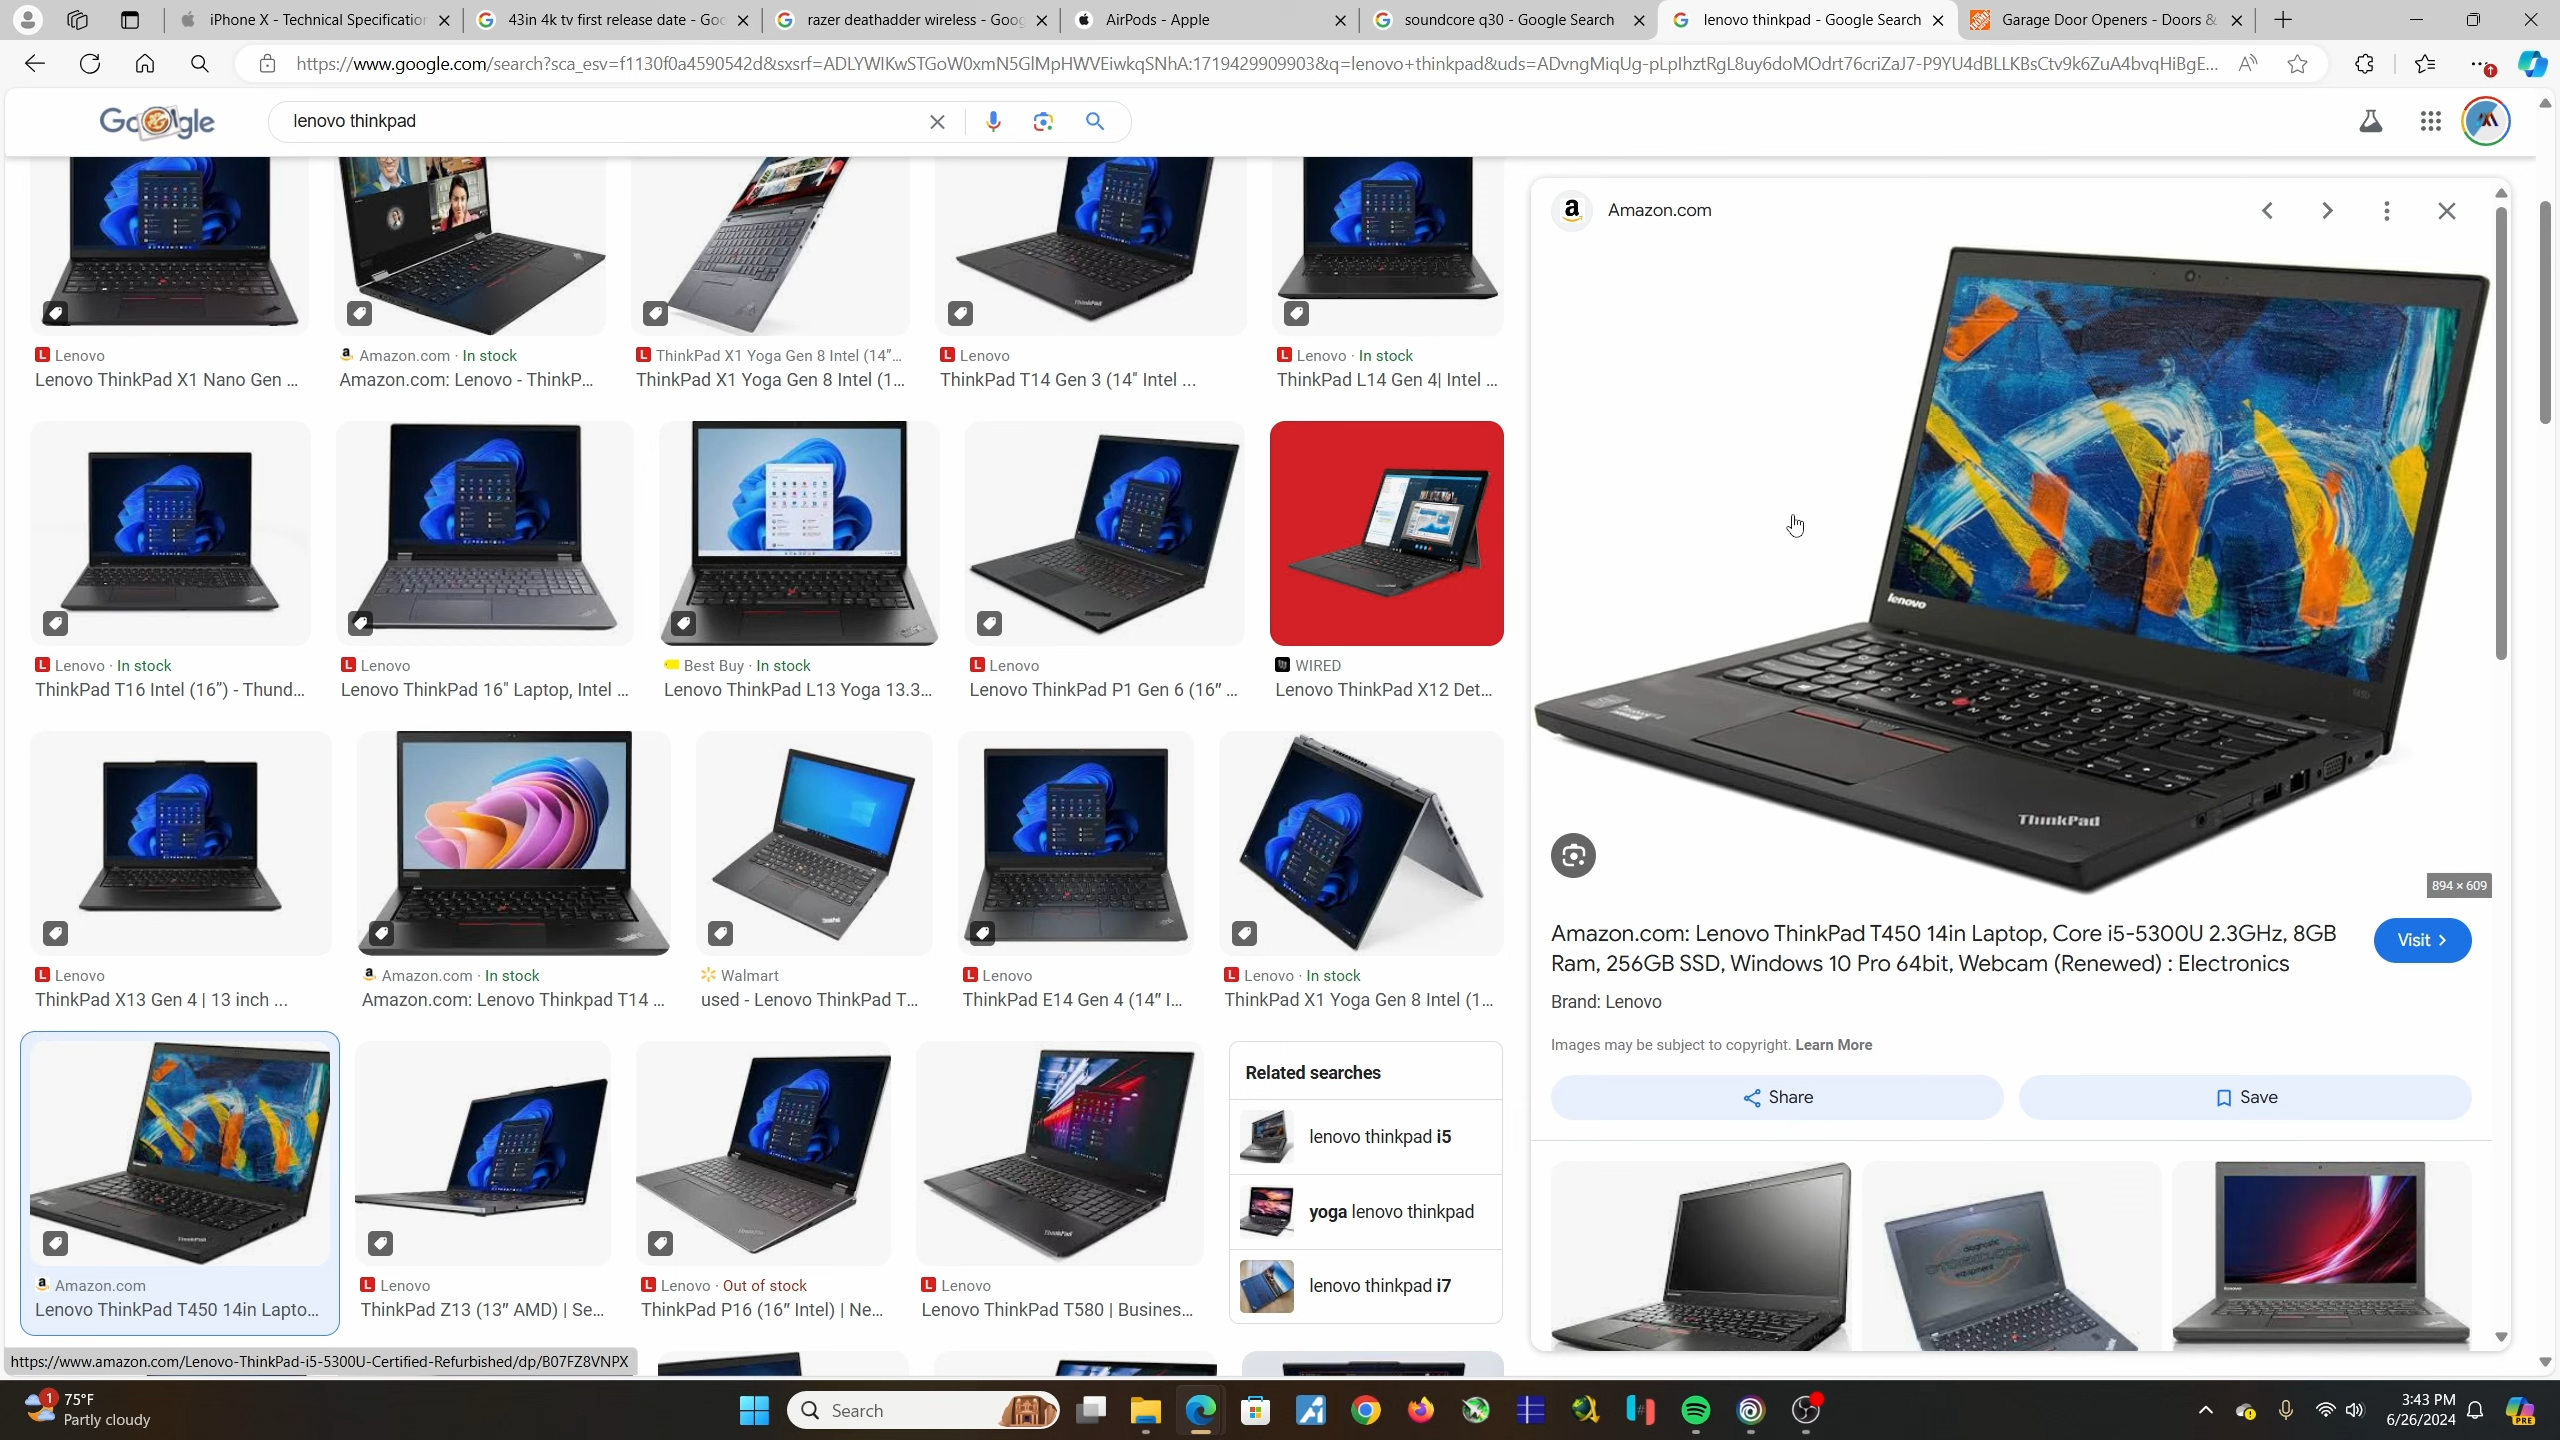 iPhone X - Technical Specification
43in 4k tv first release date - Goo
razer deathadder wireless - Goog
AirPods - Apple
soundcore q30 - Google Search
lenovo thinkpad - Google Search
Garage Door Openers - Doors &
https://www.google.com/search?sca_esv=f1130f0a4590542d&sxsrf=ADLYWIKwSTGoW0xmN5GlMpHWVEiwkqSNhA:1719429909903&q=lenovo+thinkpad&uds=ADvngMiqUg-pLpIhztRgL8uy6doMOdrt76criZaJ7-P9YU4dBLLKBsCtv9k6ZuA4bvqHiBgE...
Google
lenovo thinkpad
Lenovo
Lenovo ThinkPad X1 Nano Gen ...
Amazon.com · In stock
Amazon.com: Lenovo - ThinkP...
ThinkPad X1 Yoga Gen 8 Intel (14”...
ThinkPad X1 Yoga Gen 8 Intel (1...
Lenovo
ThinkPad T14 Gen 3 (14" Intel ...
Lenovo · In stock
ThinkPad L14 Gen 4| Intel ...
Lenovo · In stock
ThinkPad T16 Intel (16”) - Thund...
Lenovo
Lenovo ThinkPad 16" Laptop, Intel ...
Best Buy · In stock
Lenovo ThinkPad L13 Yoga 13.3...
Lenovo
Lenovo ThinkPad P1 Gen 6 (16” ...
WIRED
Lenovo ThinkPad X12 Det...
Lenovo
ThinkPad X13 Gen 4 | 13 inch ...
Amazon.com · In stock
Amazon.com: Lenovo Thinkpad T14 ...
Walmart
used - Lenovo ThinkPad T...
Lenovo
ThinkPad E14 Gen 4 (14” I...
Lenovo · In stock
ThinkPad X1 Yoga Gen 8 Intel (1...
Amazon.com
Lenovo ThinkPad T450 14in Lapto...
Lenovo
ThinkPad Z13 (13” AMD) | Se...
Lenovo · Out of stock
ThinkPad P16 (16” Intel) | Ne...
Lenovo
Lenovo ThinkPad T580 | Busines...
Related searches
lenovo thinkpad i5
yoga lenovo thinkpad
lenovo thinkpad i7
Amazon.com
lenovo
ThinkPad
894 × 609
Amazon.com: Lenovo ThinkPad T450 14in Laptop, Core i5-5300U 2.3GHz, 8GB
Ram, 256GB SSD, Windows 10 Pro 64bit, Webcam (Renewed) : Electronics
Visit
Brand: Lenovo
Images may be subject to copyright. Learn More
Share
Save
https://www.amazon.com/Lenovo-ThinkPad-i5-5300U-Certified-Refurbished/dp/B07FZ8VNPX
1
75°F
Partly cloudy
Search
3:43 PM
6/26/2024
PRE